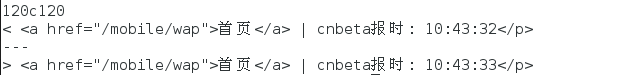 120c120
< <a href="/mobile/wap">首页</a> | cnbeta报时: 10:43:32</p>
---
> <a href="/mobile/wap">首页</a> | cnbeta报时: 10:43:33</p>